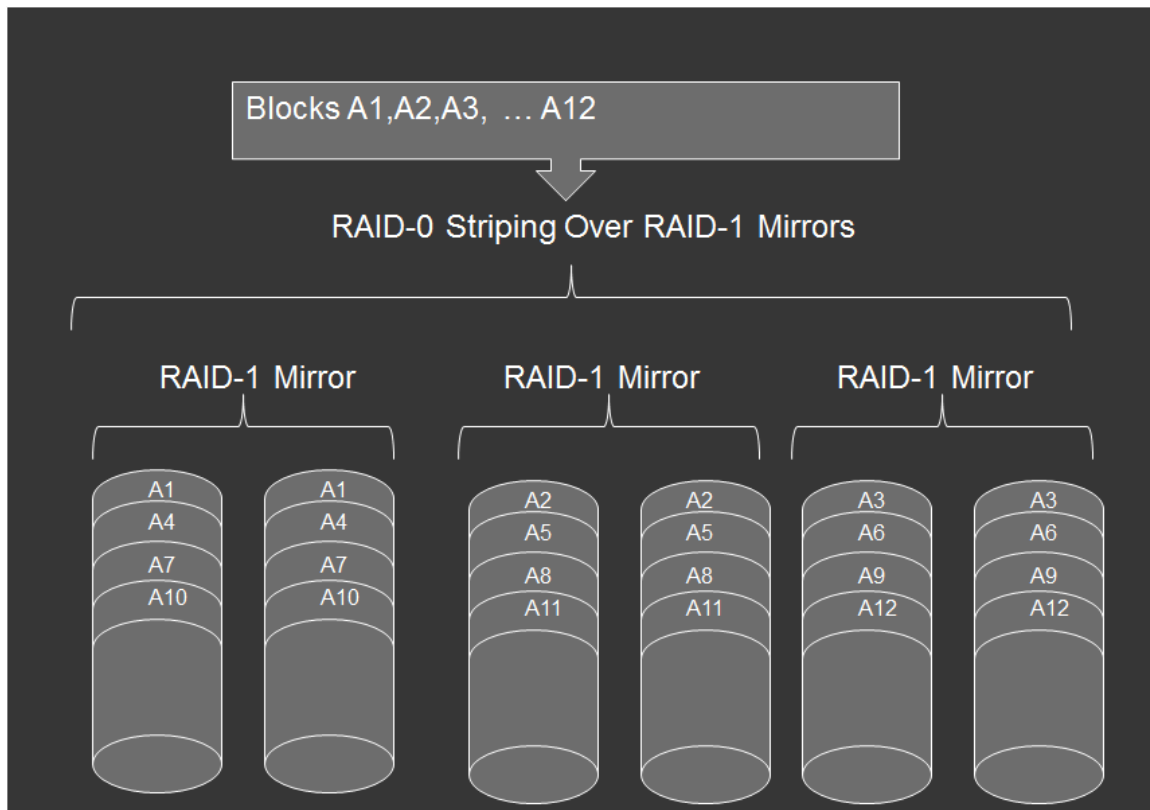 Blocks A1,A2,A3, … A12
RAID-0 Striping Over RAID-1 Mirrors
RAID-1 Mirror
RAID-1 Mirror
RAID-1 Mirror
A1
A4
A7
A10
A1
A4
A7
A10
A2
A5
A8
A11
A2
A5
A8
A11
A3
A6
A9
A12
A3
A6
A9
A12